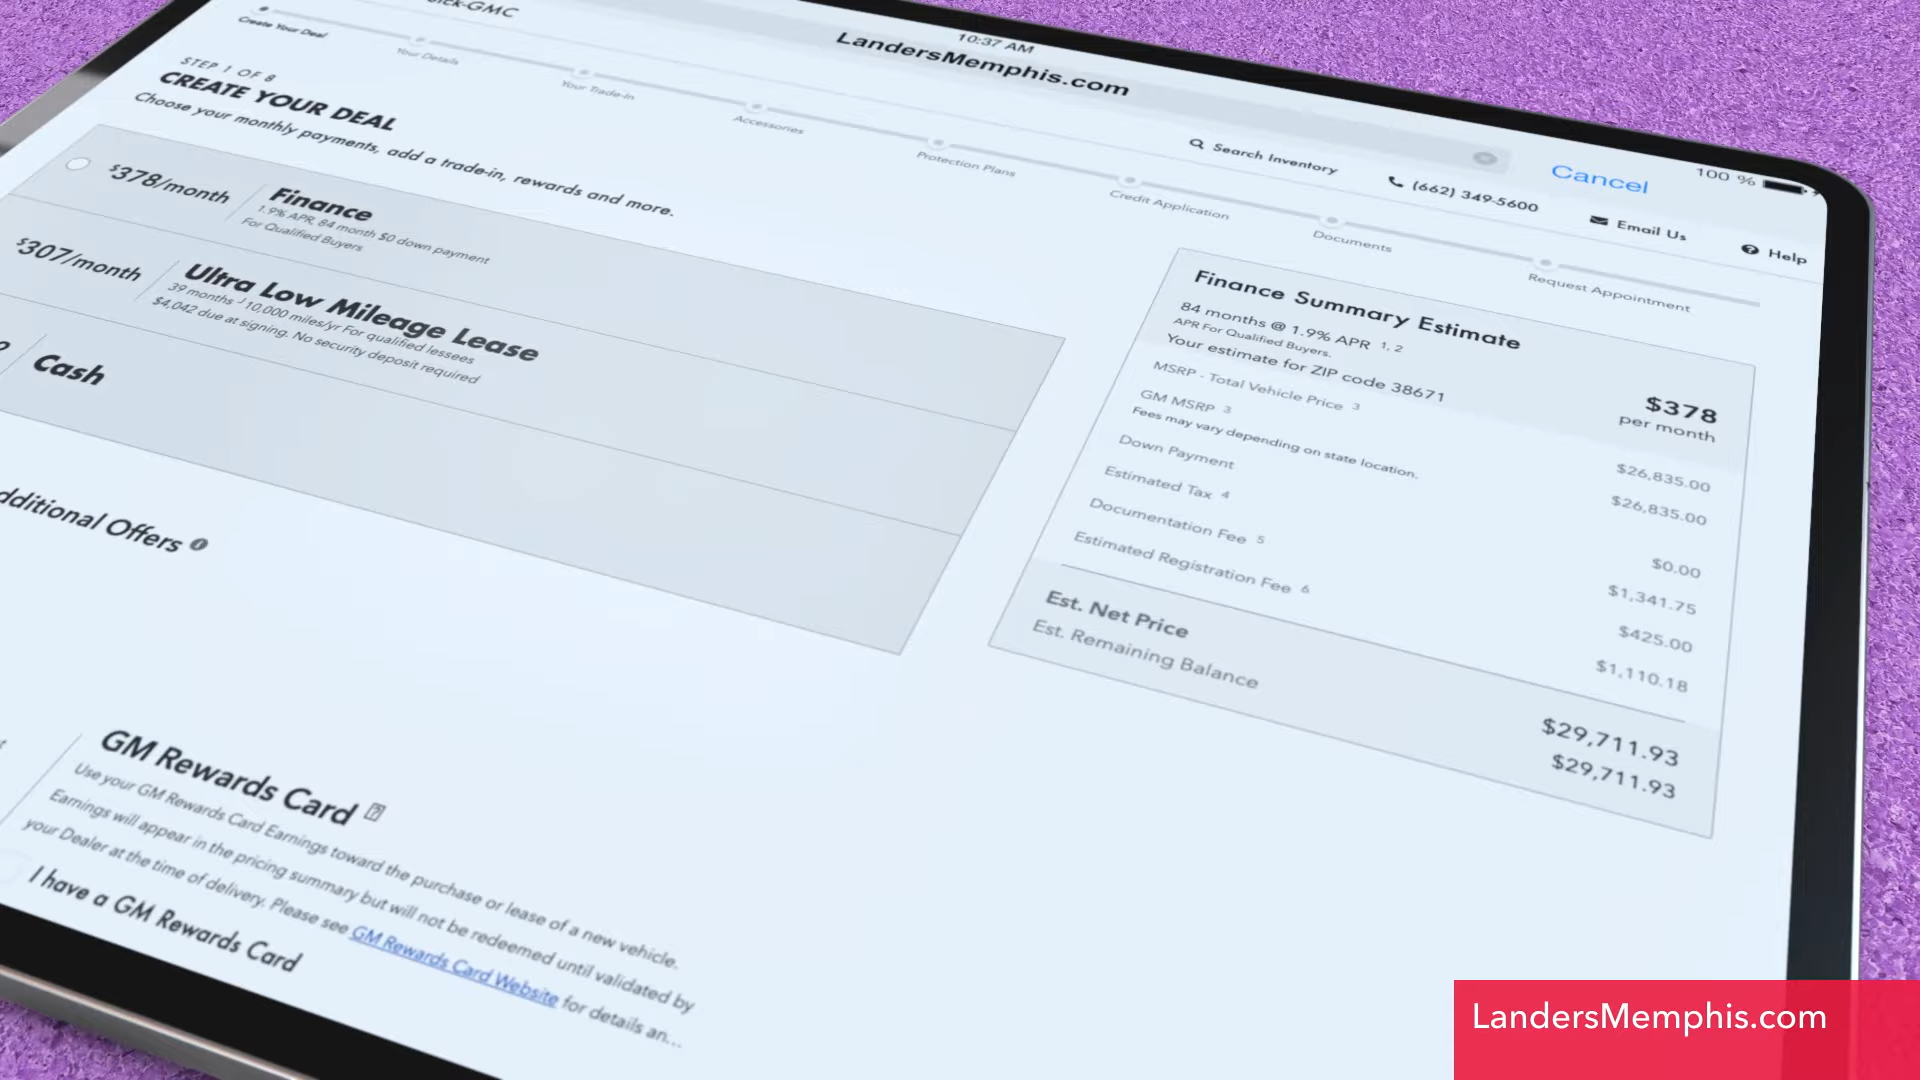 10:37 AM
LandersMemphis.com
Cancel
100 %
Search Inventory
(662) 349-5600
Email Us
Help
Create Your Deal
Your Details
Your Trade-In
Accessories
Protection Plans
Credit Application
Documents
Request Appointment
STEP 1 OF 8
CREATE YOUR DEAL
Choose your monthly payments, add a trade-in, rewards and more.
$378/month
Finance
1.9% APR, 84 month $0 down payment
For Qualified Buyers
$307/month
Ultra Low Mileage Lease
39 months 10,000 miles/yr For qualified lessees
$4,042 due at signing. No security deposit required
Cash
Finance Summary Estimate
84 months @ 1.9% APR 1, 2
APR For Qualified Buyers.
Your estimate for ZIP code 38671
$378
per month
MSRP - Total Vehicle Price 3 $26,835.00
GM MSRP 3 $26,835.00
Fees may vary depending on state location.
Down Payment $0.00
Estimated Tax 4 $1,341.75
Documentation Fee 5 $425.00
Estimated Registration Fee 6 $1,110.18
Est. Net Price $29,711.93
Est. Remaining Balance $29,711.93
Offers
GM Rewards Card
Use your GM Rewards Card Earnings toward the purchase or lease of a new vehicle.
Earnings will appear in the pricing summary but will not be redeemed until validated by
your Dealer at the time of delivery. Please see GM Rewards Card Website for details an...
I have a GM Rewards Card
LandersMemphis.com